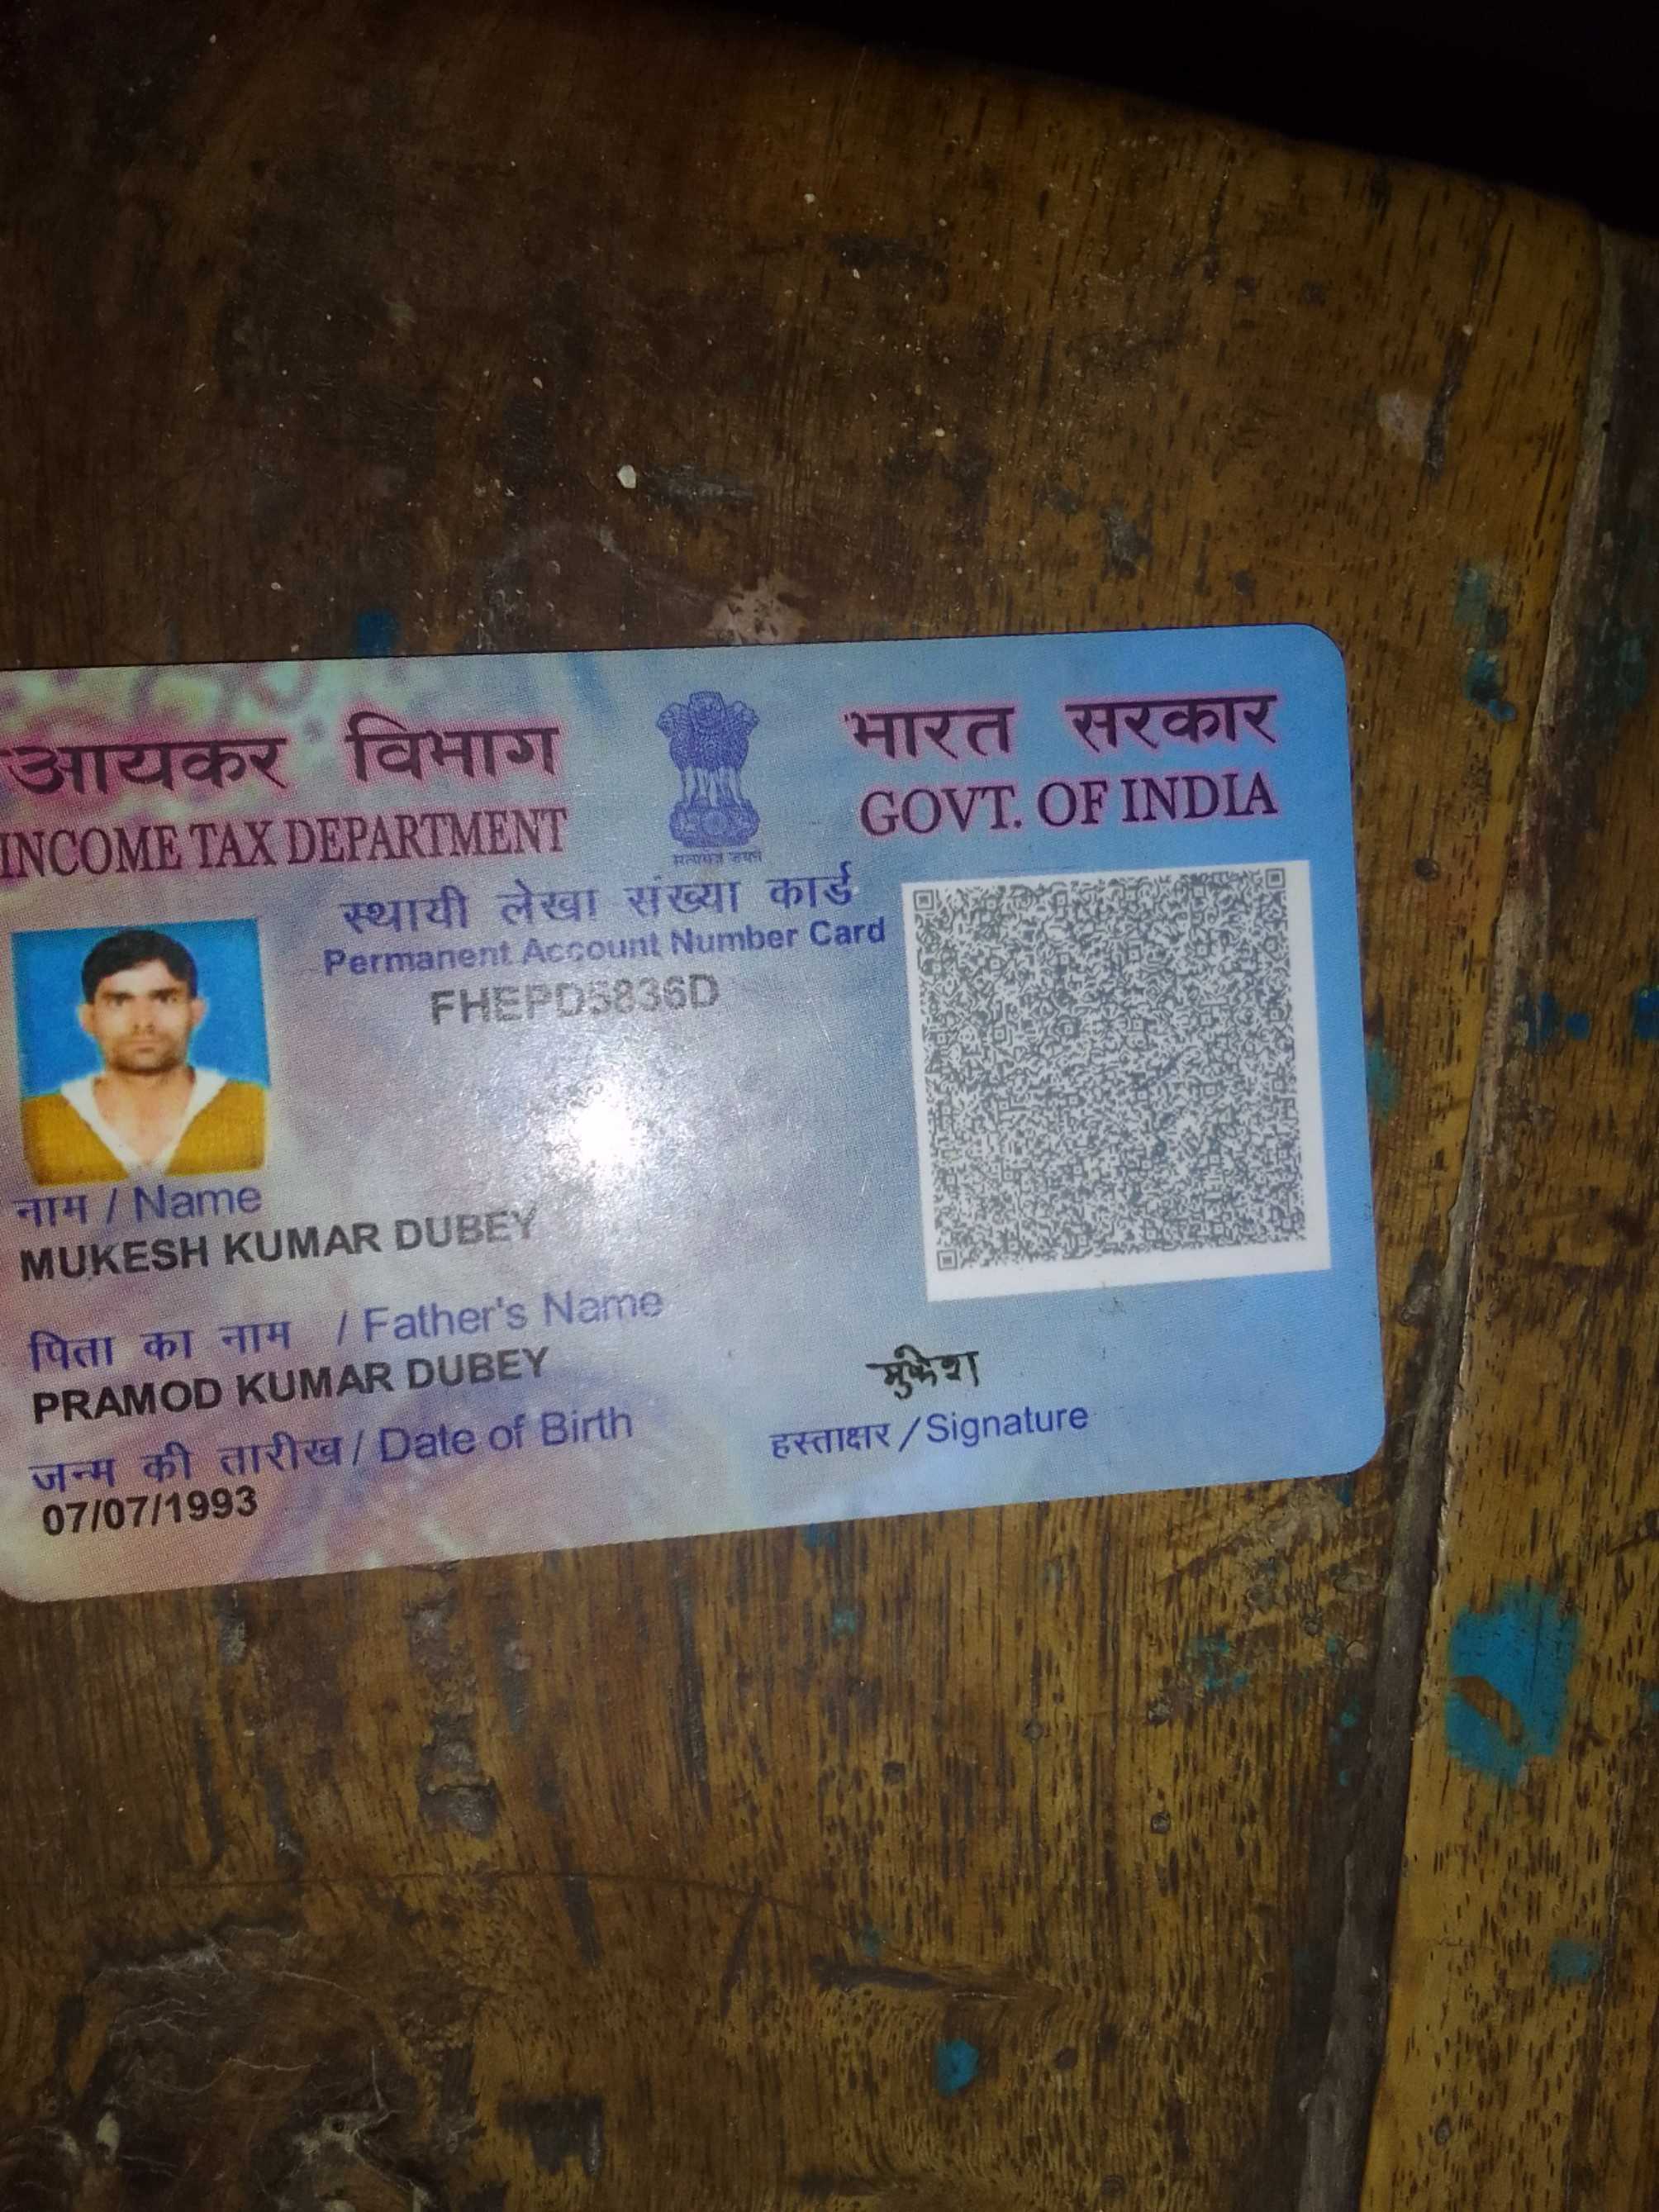 आयकर विभाग
INCOME TAX DEPARTMENT
भारत सरकार
GOVT. OF INDIA
सत्यमेव जयते
स्थायी लेखा संख्या कार्ड
Permanent Account Number Card
FHEPD5836D
नाम / Name
MUKESH KUMAR DUBEY
पिता का नाम / Father's Name
PRAMOD KUMAR DUBEY
जन्म की तारीख / Date of Birth
07/07/1993
मुकेश
हस्ताक्षर / Signature